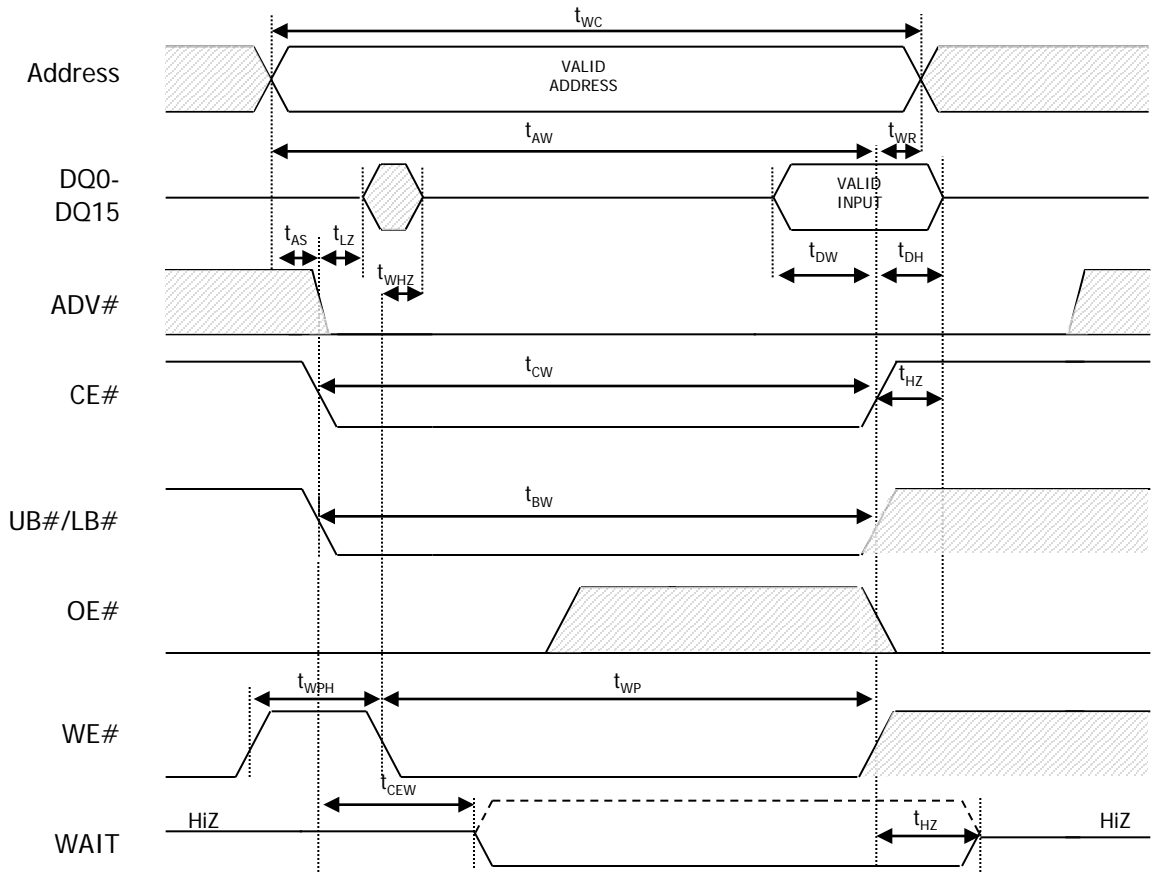 tWC
Address
VALID
ADDRESS
tAW
tWR
DQ0-
DQ15
VALID
INPUT
tAS
tLZ
tDW
tDH
tWHZ
ADV#
tCW
tHZ
CE#
tBW
UB#/LB#
OE#
tWPH
tWP
WE#
tCEW
HiZ
tHZ
HiZ
WAIT